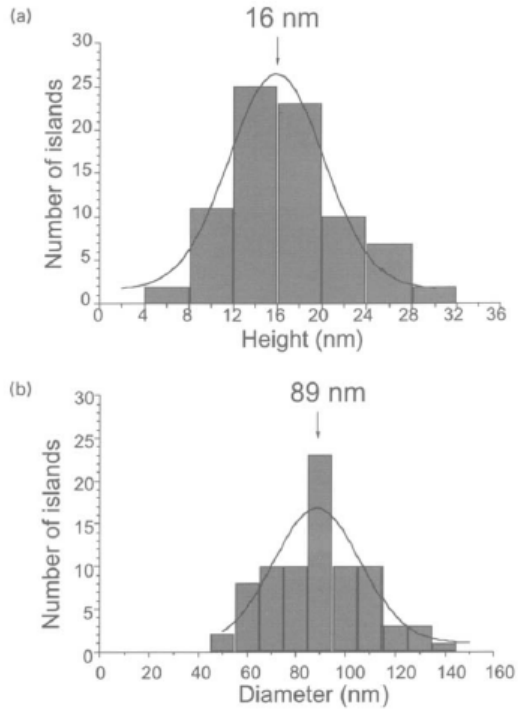 (a)
16 nm
30
25
20
15
10
5
0
Number of islands
0 4 8 12 16 20 24 28 32 36
Height (nm)
(b)
89 nm
30
25
20
15
10
5
0
Number of islands
0 20 40 60 80 100 120 140 160
Diameter (nm)